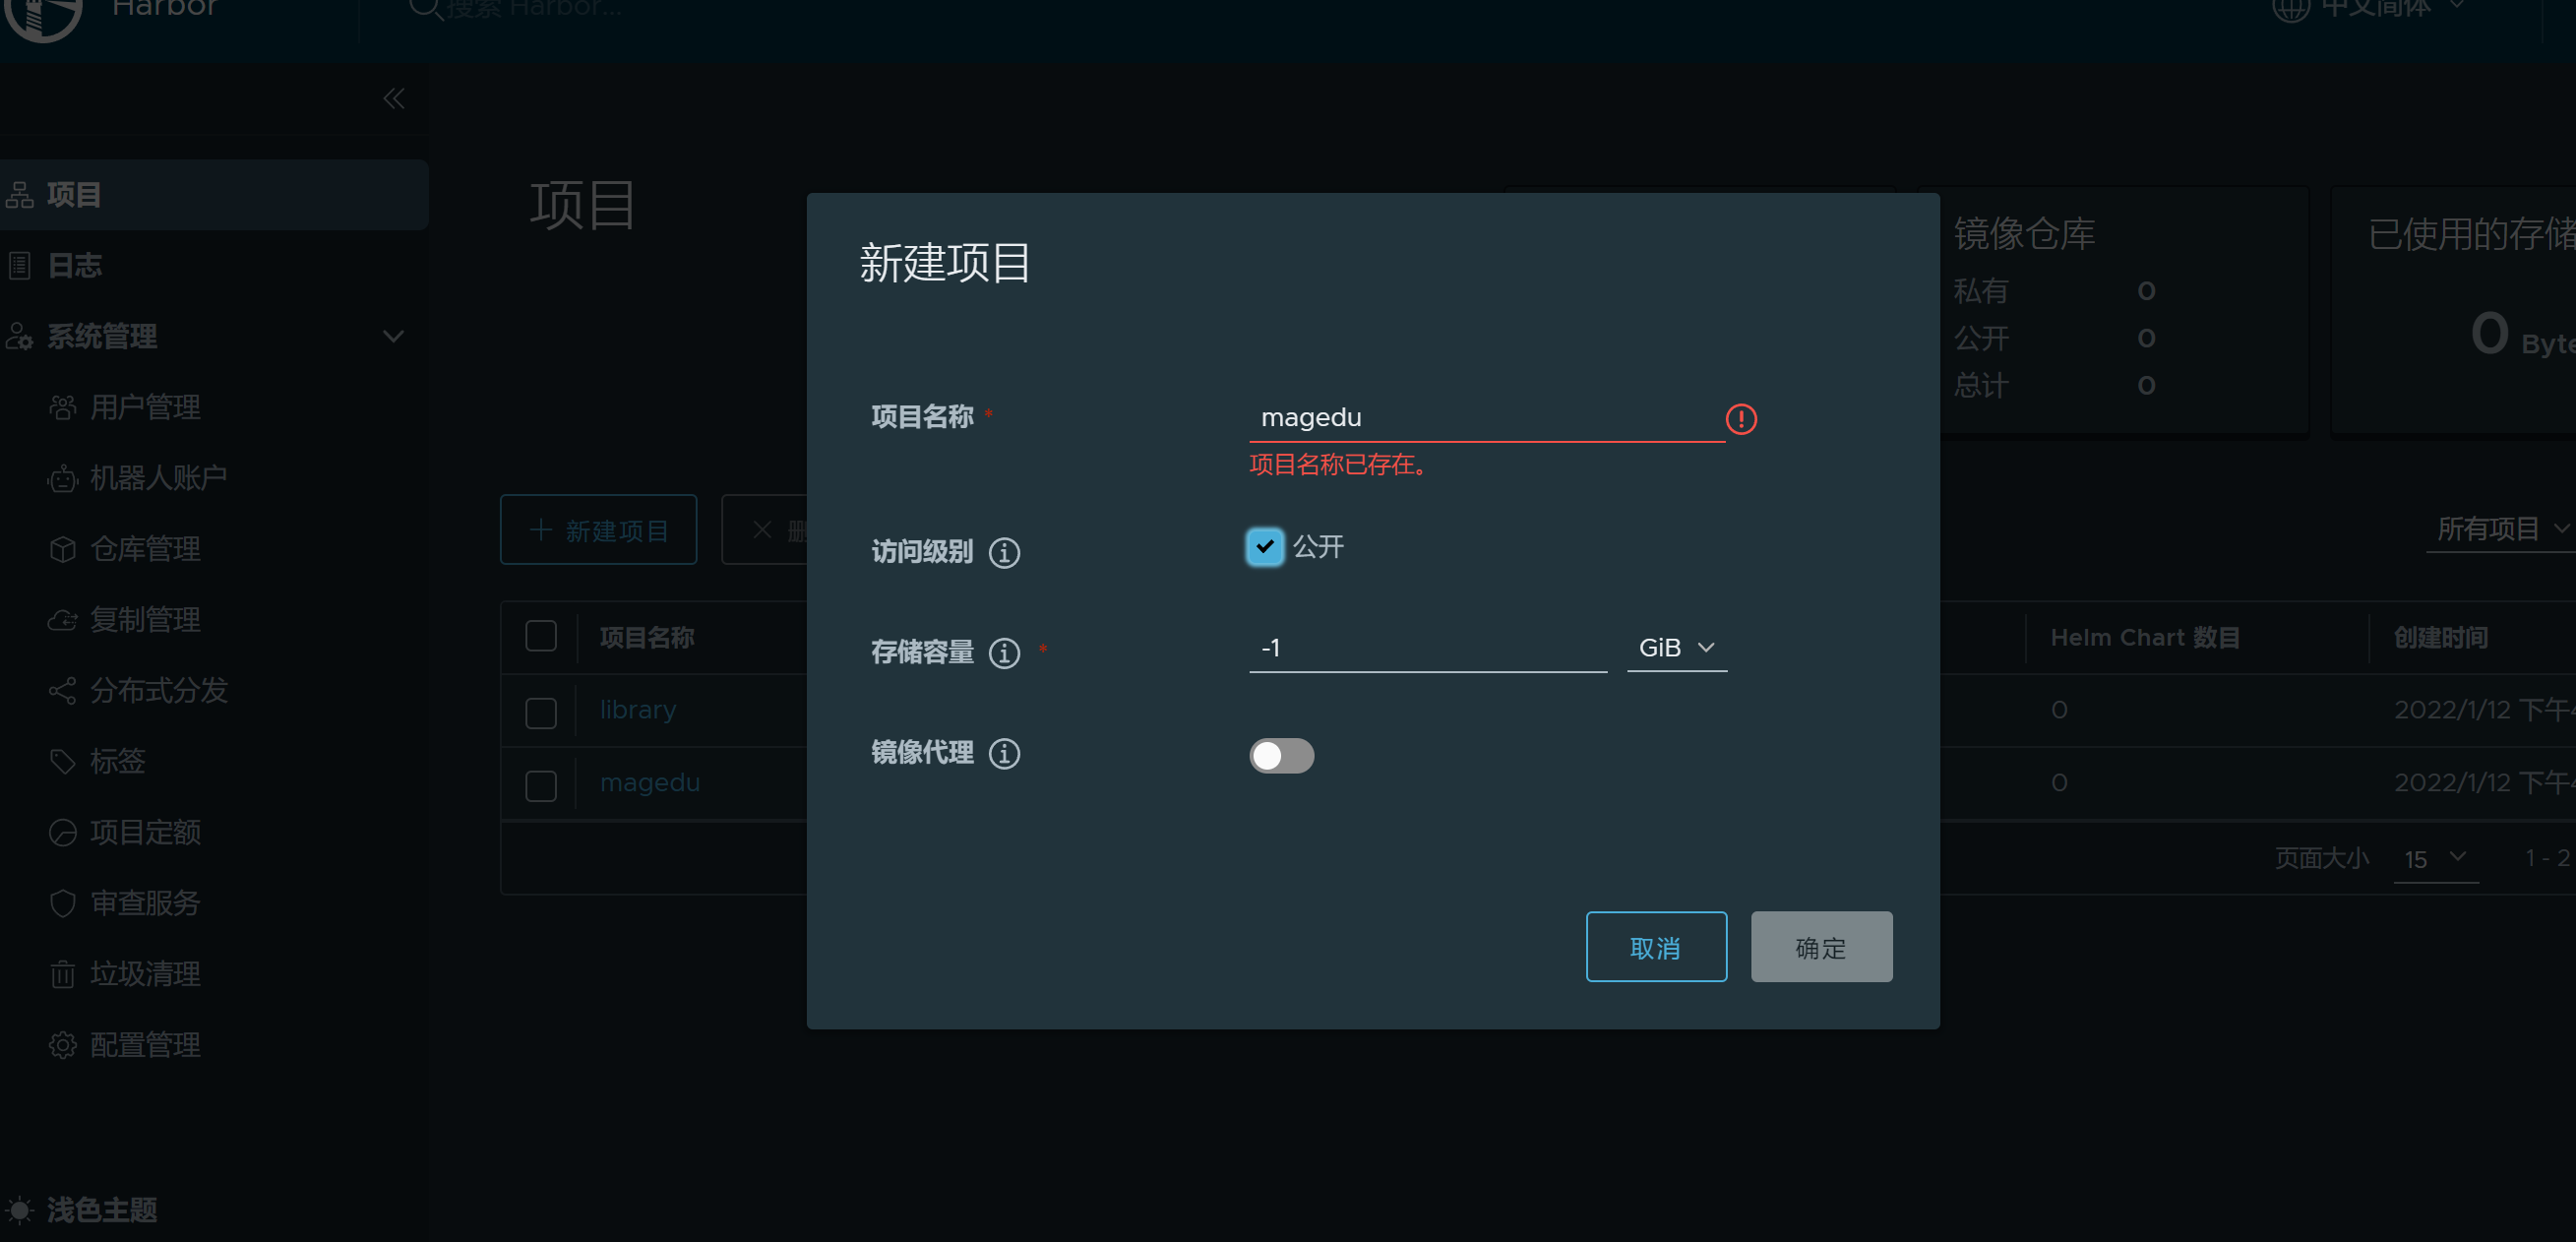 Harbor
搜索 Harbor...
中文简体
项目
日志
系统管理
用户管理
机器人账户
仓库管理
复制管理
分布式分发
标签
项目定额
审查服务
垃圾清理
配置管理
浅色主题
项目
镜像仓库
私有 0
公开 0
总计 0
已使用的存储
0 Byte
新建项目
所有项目
项目名称
Helm Chart 数目
创建时间
library
0
2022/1/12 下午4
magedu
0
2022/1/12 下午4
页面大小 15 1 - 2
新建项目
项目名称 *
magedu
项目名称已存在。
访问级别
公开
存储容量 *
-1 GiB
镜像代理
取消
确定